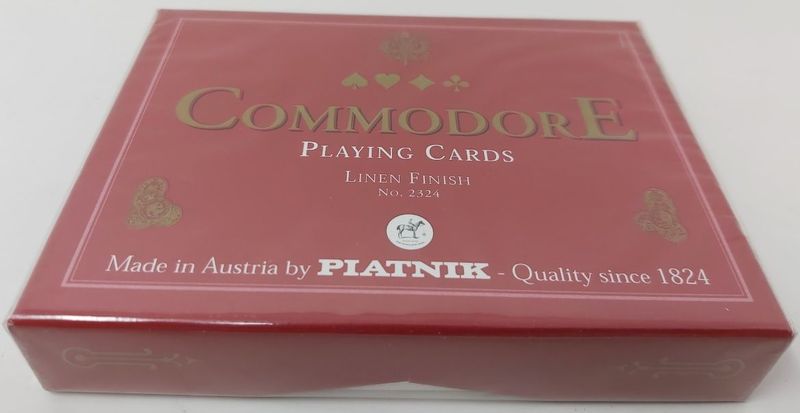 COMMODORE
PLAYING CARDS
LINEN FINISH
No. 2324
Made in Austria by PIATNIK - Quality since 1824